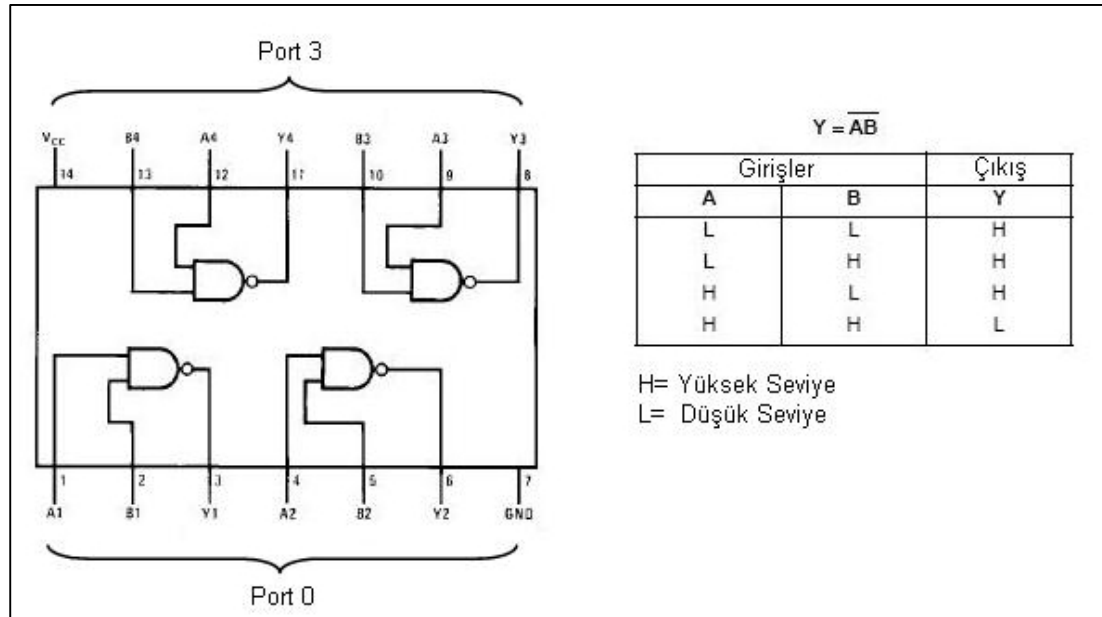 Port 3
VCC B4 A4 Y4 B3 A3 Y3
14 13 12 11 10 9 8
1 2 3 4 5 6 7
A1 B1 Y1 A2 B2 Y2 GND
Port 0
Y = A̅B̅
Girişler Çıkış
A B Y
L L H
L H H
H L H
H H L
H= Yüksek Seviye
L= Düşük Seviye